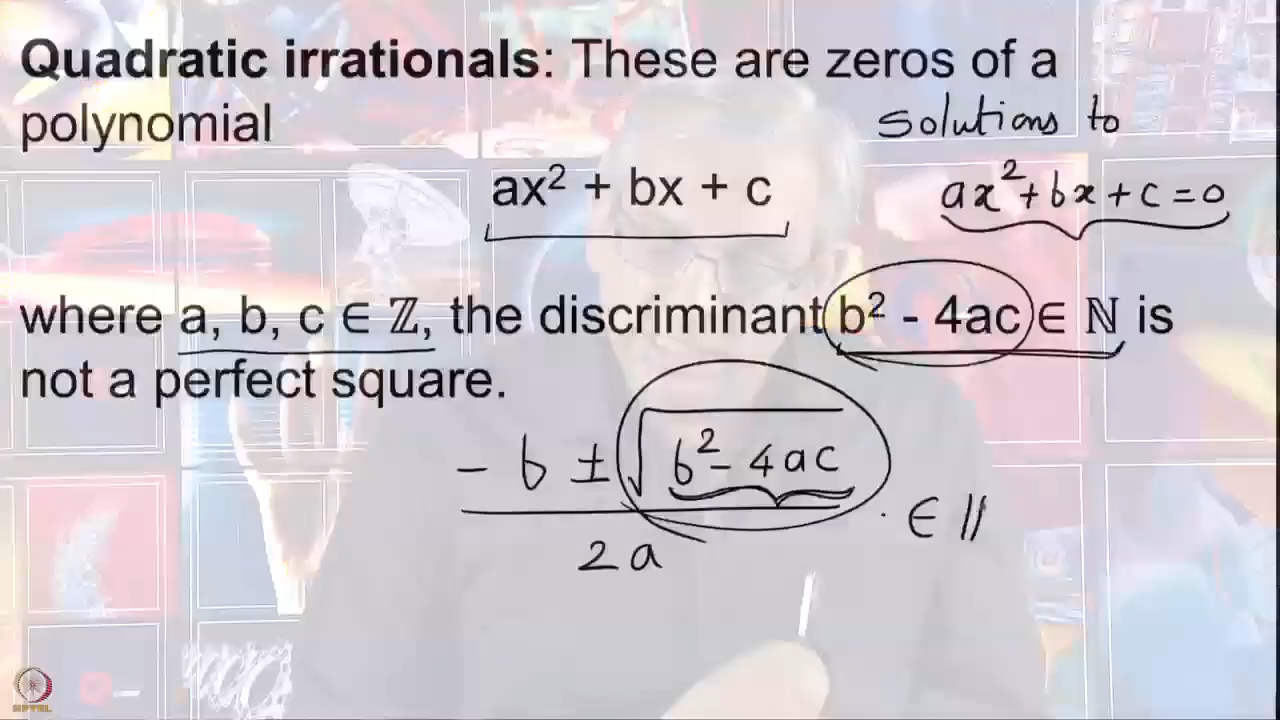 Quadratic irrationals: These are zeros of a
polynomial
solutions to
ax² + bx + c
ax²+bx+c=0
where a, b, c ∈ ℤ, the discriminant b² - 4ac ∈ ℕ is
not a perfect square.
- b ± √b²-4ac
2a
∈ //
NPTEL